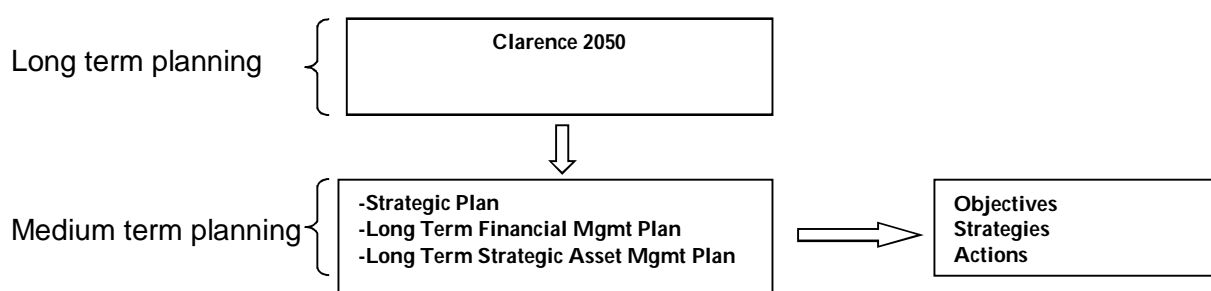 Clarence 2050
Long term planning
Medium term planning
-Strategic Plan
-Long Term Financial Mgmt Plan
-Long Term Strategic Asset Mgmt Plan
Objectives
Strategies
Actions